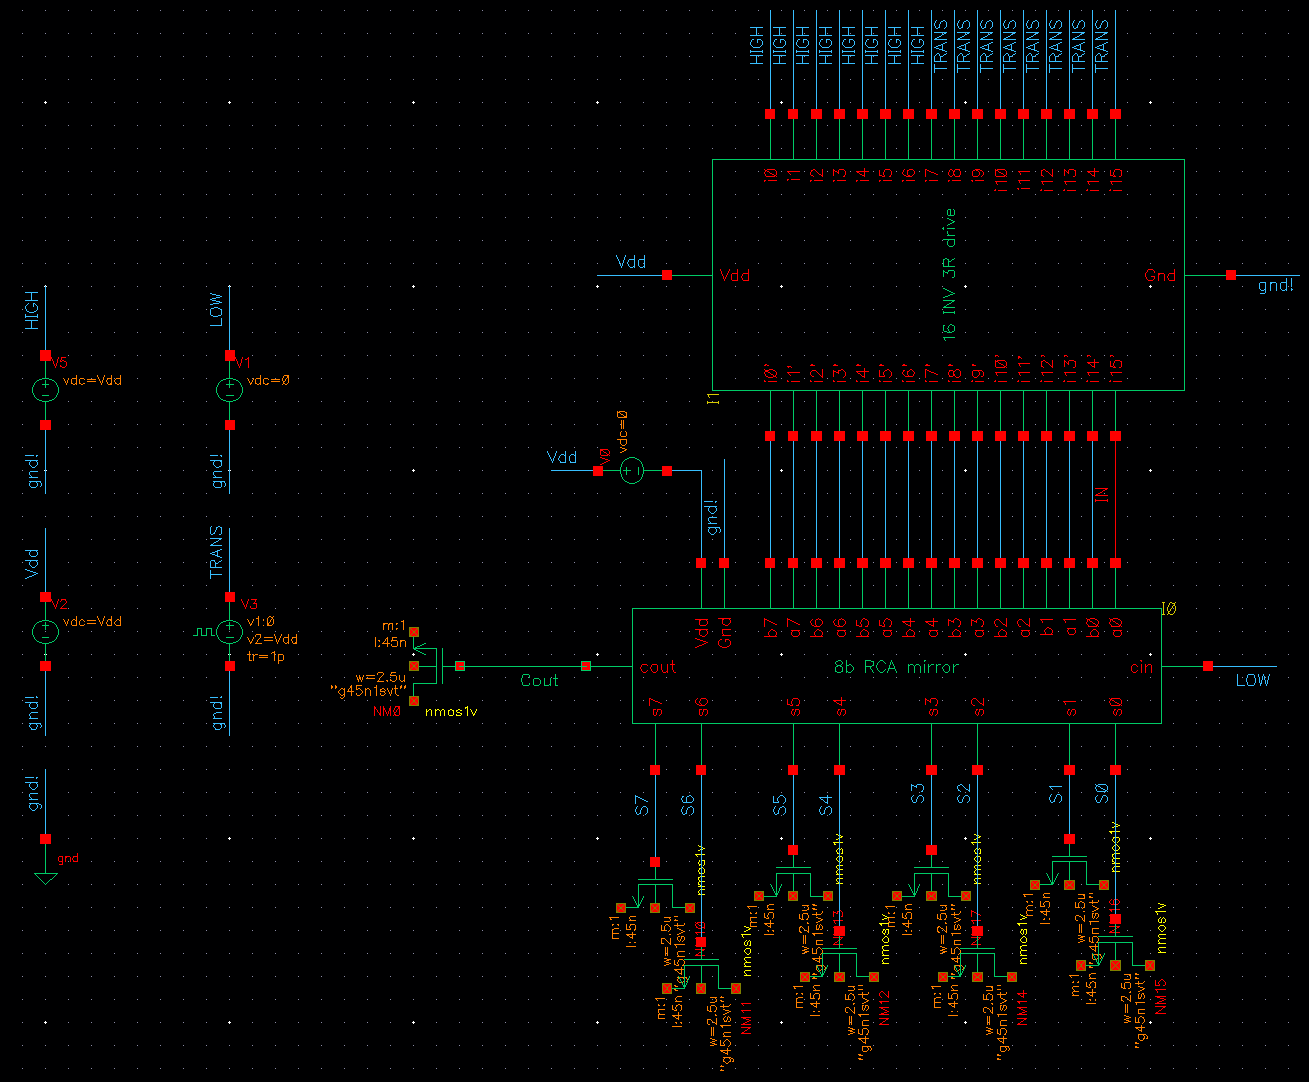 HIGH
HIGH
HIGH
HIGH
HIGH
HIGH
HIGH
HIGH
TRANS
TRANS
TRANS
TRANS
TRANS
TRANS
TRANS
TRANS
i0 i1 i2 i3 i4 i5 i6 i7 i8 i9 i10 i11 i12 i13 i14 i15
16 INV 3R drive
Vdd
Vdd
Gnd
gnd!
i0' i1' i2' i3' i4' i5' i6' i7' i8' i9' i10' i11' i12' i13' i14' i15'
I1
HIGH
V5
vdc=Vdd
gnd!
LOW
V1
vdc=0
gnd!
Vdd
V0
vdc=0
gnd!
IN
Vdd
V2
vdc=Vdd
gnd!
TRANS
V3
v1:0
v2=Vdd
tr=1p
gnd!
gnd!
gnd
m:1
l:45n
w=2.5u
"g45n1svt"
NM0
nmos1v
Cout
I0
Vdd Gnd b7 a7 b6 a6 b5 a5 b4 a4 b3 a3 b2 a2 b1 a1 b0 a0
cout
8b RCA mirror
cin
LOW
s7 s6 s5 s4 s3 s2 s1 s0
S7
S6
S5
S4
S3
S2
S1
S0
nmos1v
nmos1v
nmos1v
nmos1v
m:1
l:45n
w=2.5u
"g45n1svt"
m:1
l:45n
w=2.5u
"g45n1svt"
NM13
m:1
l:45n
w=2.5u
"g45n1svt"
m:1
l:45n
w=2.5u
"g45n1svt"
nmos1v
nmos1v
nmos1v
nmos1v
m:1
l:45n
w=2.5u
"g45n1svt"
NM11
m:1
l:45n
w=2.5u
"g45n1svt"
NM12
m:1
l:45n
w=2.5u
"g45n1svt"
NM14
m:1
l:45n
w=2.5u
"g45n1svt"
NM15